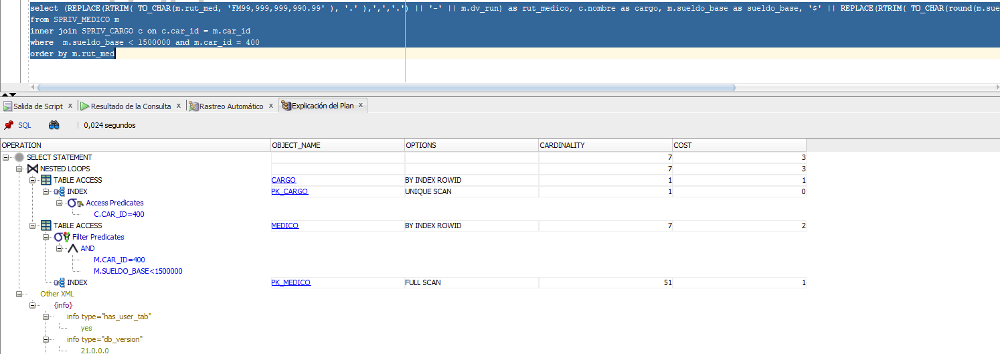 select (REPLACE(RTRIM( TO_CHAR(m.rut_med, 'FM99,999,999,990.99' ), '.' ),',','.') || '-' || m.dv_run) as rut_medico, c.nombre as cargo, m.sueldo_base as sueldo_base, '$' || REPLACE(RTRIM( TO_CHAR(round(m.sue
from SPRIV_MEDICO m
inner join SPRIV_CARGO c on c.car_id = m.car_id
where  m.sueldo_base < 1500000 and m.car_id = 400
order by m.rut_med
Salida de Script x Resultado de la Consulta x Rastreo Automático x Explicación del Plan x
SQL 0,024 segundos
OPERATION OBJECT_NAME OPTIONS CARDINALITY COST
SELECT STATEMENT 7 3
NESTED LOOPS 7 3
TABLE ACCESS CARGO BY INDEX ROWID 1 1
INDEX PK_CARGO UNIQUE SCAN 1 0
Access Predicates
C.CAR_ID=400
TABLE ACCESS MEDICO BY INDEX ROWID 7 2
Filter Predicates
AND
M.CAR_ID=400
M.SUELDO_BASE<1500000
INDEX PK_MEDICO FULL SCAN 51 1
Other XML
{info}
info type="has_user_tab"
yes
info type="db_version"
21.0.0.0